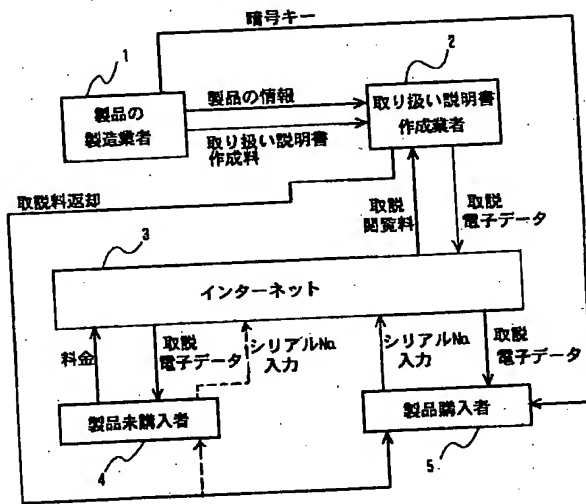 暗号キー
1
2
製品の
製造業者
製品の情報
取り扱い説明書
作成料
取り扱い説明書
作成業者
取説料返却
取説
閲覧料
取説
電子データ
3
インターネット
料金
取説
電子データ
シリアルNo.
入力
シリアルNo.
入力
取説
電子データ
製品未購入者
製品購入者
4
5